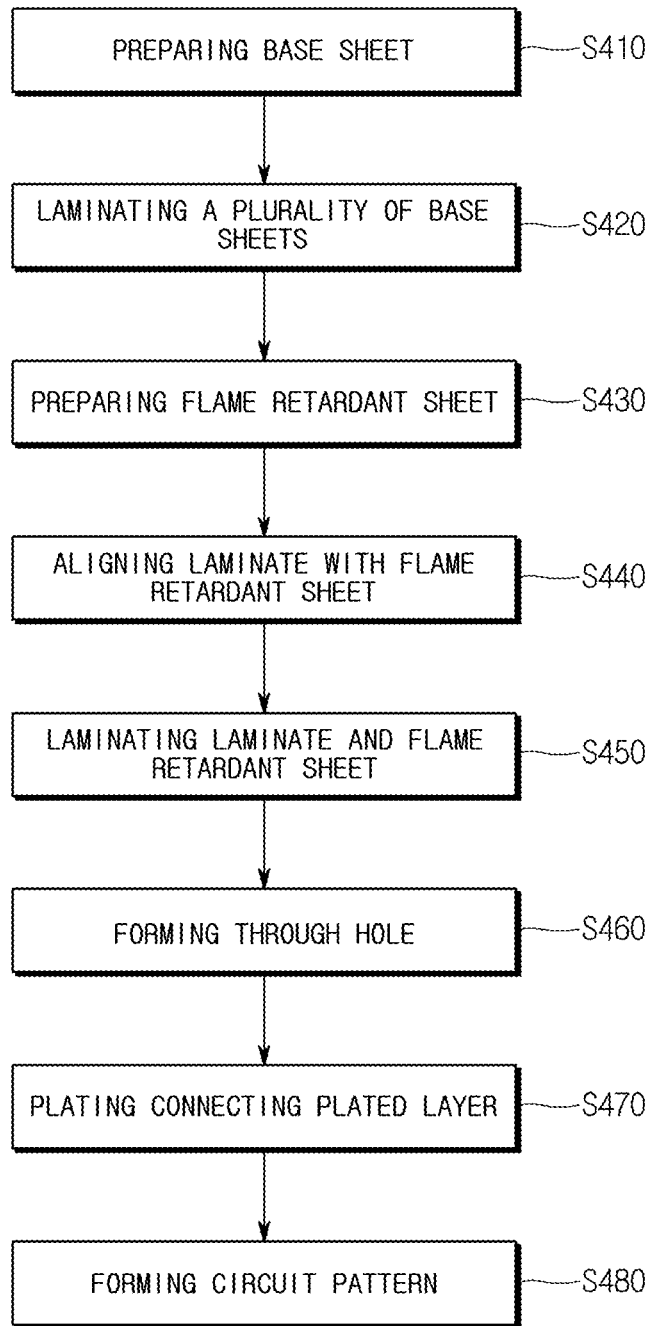 PREPARING BASE SHEET
S410
LAMINATING A PLURALITY OF BASE
SHEETS
S420
PREPARING FLAME RETARDANT SHEET
S430
ALIGNING LAMINATE WITH FLAME
RETARDANT SHEET
S440
LAMINATING LAMINATE AND FLAME
RETARDANT SHEET
S450
FORMING THROUGH HOLE
S460
PLATING CONNECTING PLATED LAYER
S470
FORMING CIRCUIT PATTERN
S480